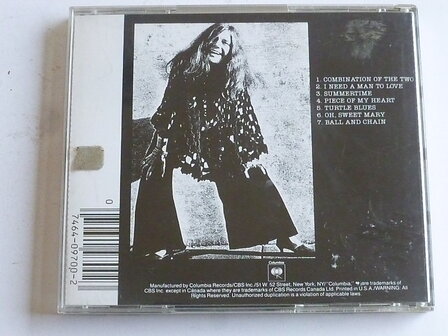 1. COMBINATION OF THE TWO
2. I NEED A MAN TO LOVE
3. SUMMERTIME
4. PIECE OF MY HEART
5. TURTLE BLUES
6. OH, SWEET MARY
7. BALL AND CHAIN
0
7464-09700-2
Columbia
Manufactured by Columbia Records/CBS Inc./51 W. 52 Street, New York, NY/"Columbia," are trademarks of
CBS Inc. except in Canada where they are trademarks of CBS Records Canada Ltd. Printed in U.S.A./WARNING: All
Rights Reserved. Unauthorized duplication is a violation of applicable laws.